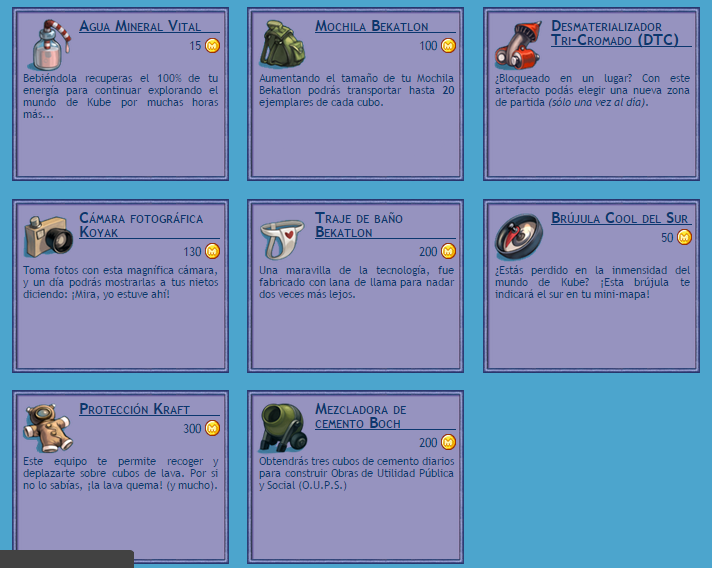 Agua Mineral Vital
15
Bebiéndola recuperas el 100% de tu
energía para continuar explorando el
mundo de Kube por muchas horas
más...
Mochila Bekatlon
100
Aumentando el tamaño de tu Mochila
Bekatlon podrás transportar hasta 20
ejemplares de cada cubo.
Desmaterializador
Tri-Cromado (DTC)
¿Bloqueado en un lugar? Con este
artefacto podás elegir una nueva zona
de partida (sólo una vez al día).
Cámara fotográfica
Koyak
130
Toma fotos con esta magnífica cámara,
y un día podrás mostrarlas a tus nietos
diciendo: ¡Mira, yo estuve ahí!
Traje de baño
Bekatlon
200
Una maravilla de la tecnología, fue
fabricado con lana de llama para nadar
dos veces más lejos.
Brújula Cool del Sur
50
¿Estás perdido en la inmensidad del
mundo de Kube? ¡Esta brújula te
indicará el sur en tu mini-mapa!
Protección Kraft
300
Este equipo te permite recoger y
deplazarte sobre cubos de lava. Por si
no lo sabías, ¡la lava quema! (y mucho).
Mezcladora de
cemento Boch
200
Obtendrás tres cubos de cemento diarios
para construir Obras de Utilidad Pública
y Social (O.U.P.S.)